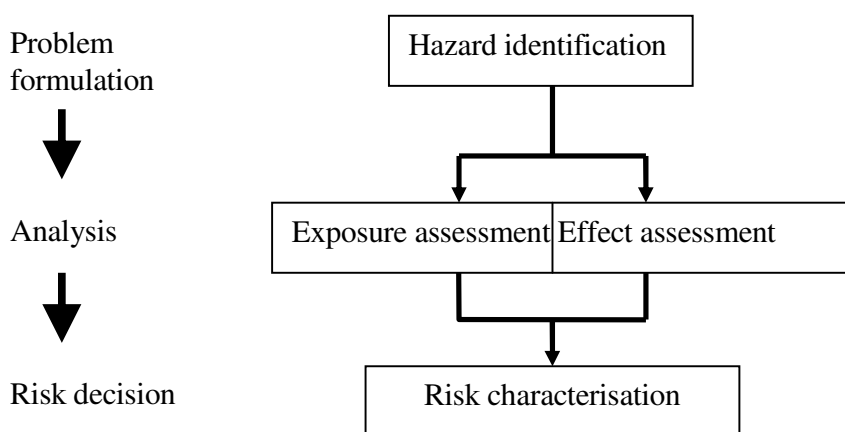 Problem
formulation
Hazard identification
Analysis
Exposure assessment
Effect assessment
Risk decision
Risk characterisation